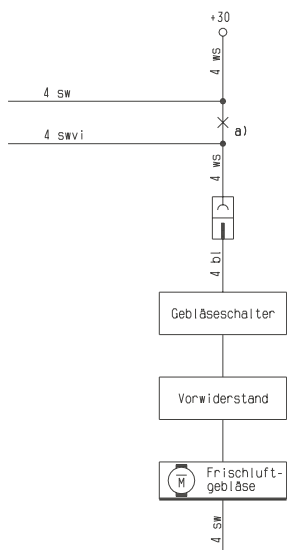 +30
4 ws
4 sw
a)
4 swvi
4 ws
4 bl
Gebläseschalter
Vorwiderstand
M
Frischluft-
gebläse
4 sw